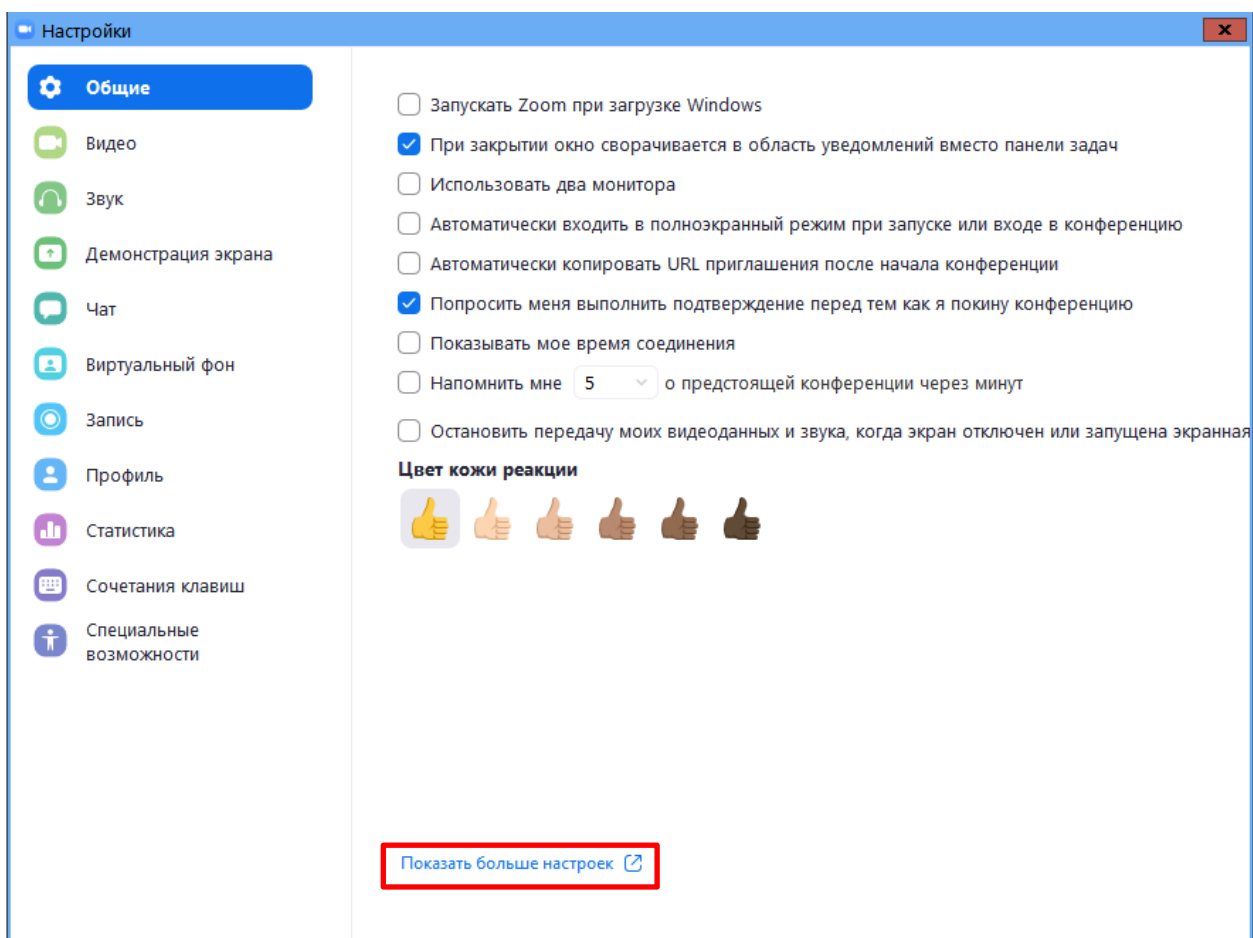 Настройки
Общие
Видео
Звук
Демонстрация экрана
Чат
Виртуальный фон
Запись
Профиль
Статистика
Сочетания клавиш
Специальные
возможности
Запускать Zoom при загрузке Windows
При закрытии окно сворачивается в область уведомлений вместо панели задач
Использовать два монитора
Автоматически входить в полноэкранный режим при запуске или входе в конференцию
Автоматически копировать URL приглашения после начала конференции
Попросить меня выполнить подтверждение перед тем как я покину конференцию
Показывать мое время соединения
Напомнить мне 5 о предстоящей конференции через минут
Остановить передачу моих видеоданных и звука, когда экран отключен или запущена экранная
Цвет кожи реакции
Показать больше настроек